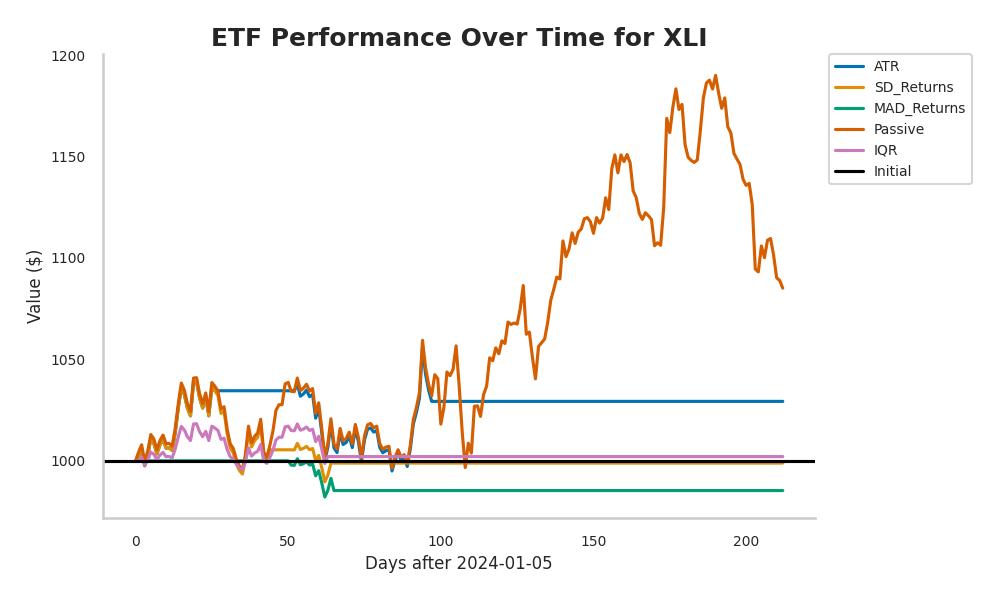 ETF Performance Over Time for XLI
1200
1150
1100
1050
1000
Value ($)
0 50 100 150 200
Days after 2024-01-05
ATR
SD_Returns
MAD_Returns
Passive
IQR
Initial